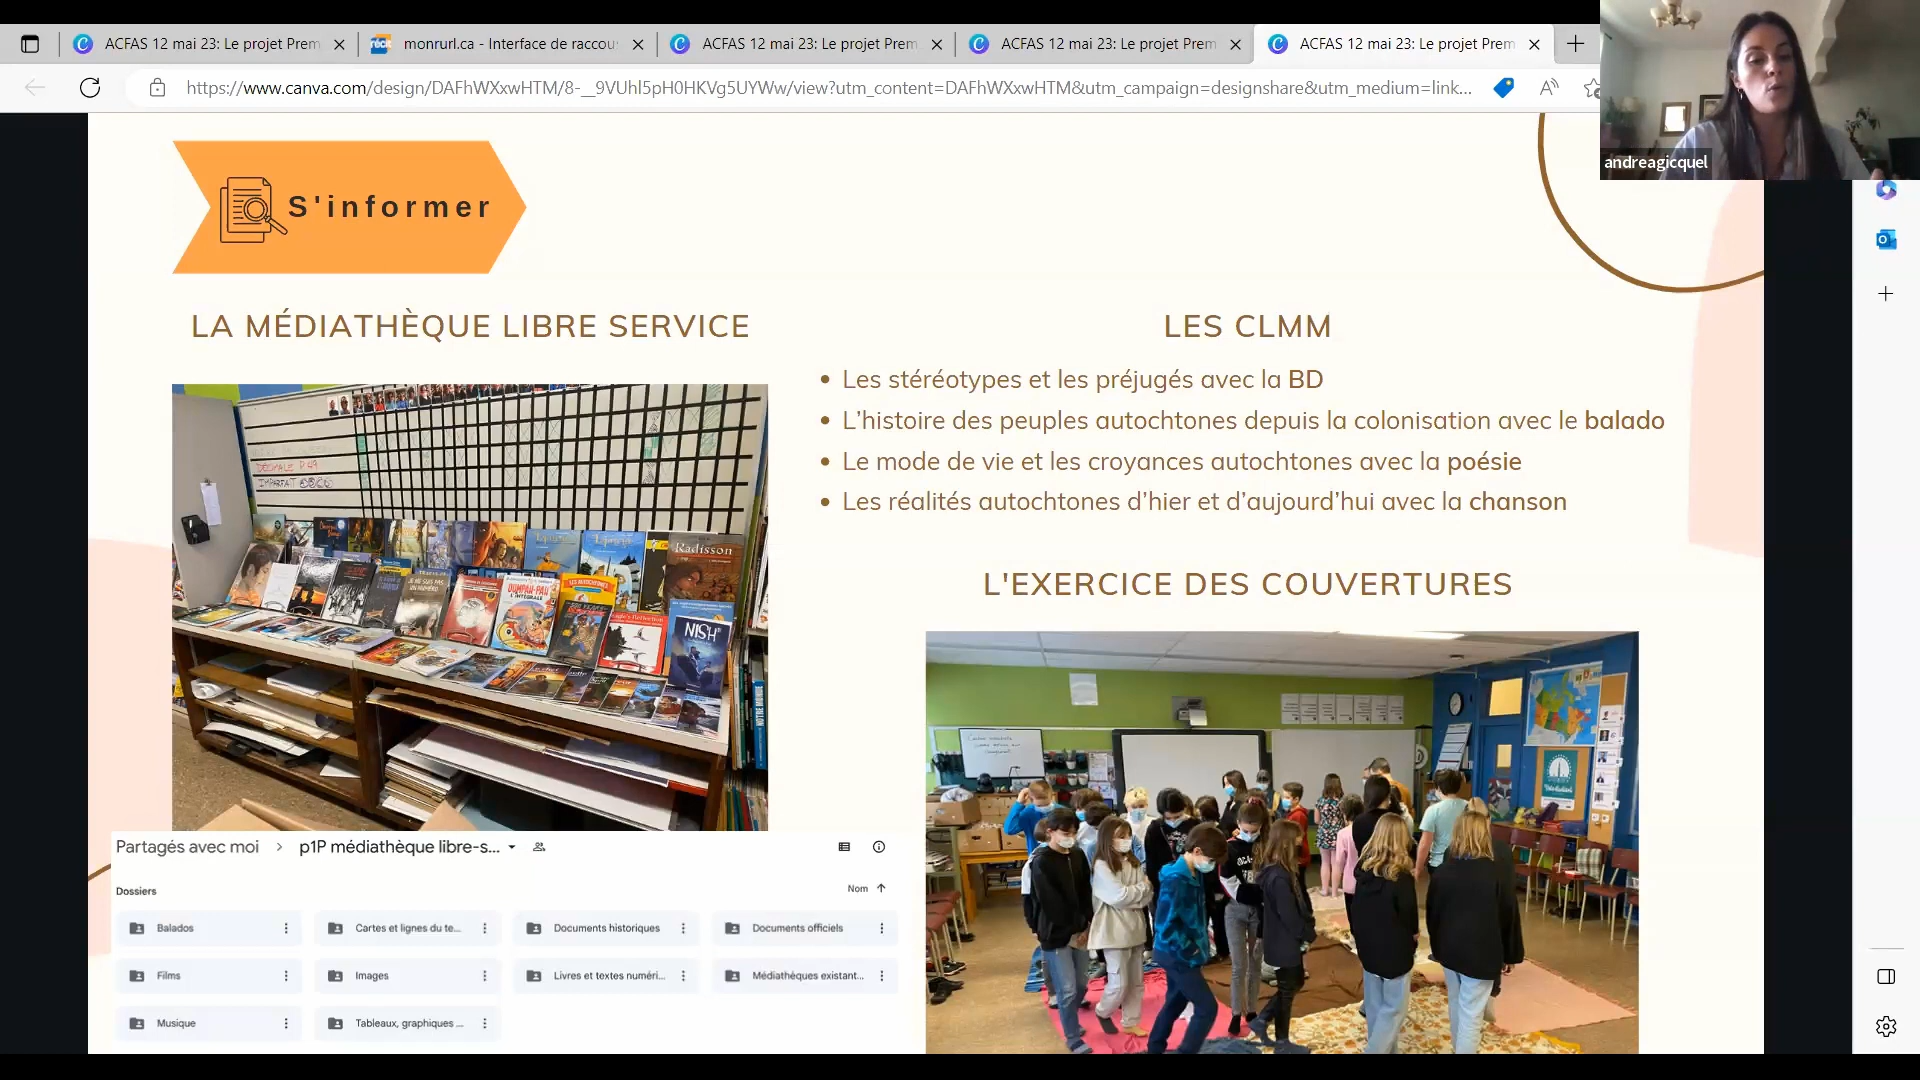 ACFAS 12 mai 23: Le projet Prem
monrurl.ca - Interface de raccou
ACFAS 12 mai 23: Le projet Prem
ACFAS 12 mai 23: Le projet Prem
ACFAS 12 mai 23: Le projet Prem
https://www.canva.com/design/DAFhWXxwHTM/8-__9VUhl5pH0HKVg5UYWw/view?utm_content=DAFhWXxwHTM&utm_campaign=designshare&utm_medium=link...
andreagicquel
S'informer
LA MÉDIATHÈQUE LIBRE SERVICE
LES CLMM
Les stéréotypes et les préjugés avec la BD
L'histoire des peuples autochtones depuis la colonisation avec le balado
Le mode de vie et les croyances autochtones avec la poésie
Les réalités autochtones d'hier et d'aujourd'hui avec la chanson
L'EXERCICE DES COUVERTURES
Radisson
NISH
Partagés avec moi > p1P médiathèque libre-s...
Dossiers
Nom
Balados
Cartes et lignes du te...
Documents historiques
Documents officiels
Films
Images
Livres et textes numéri...
Médiathèques existant...
Musique
Tableaux, graphiques ...